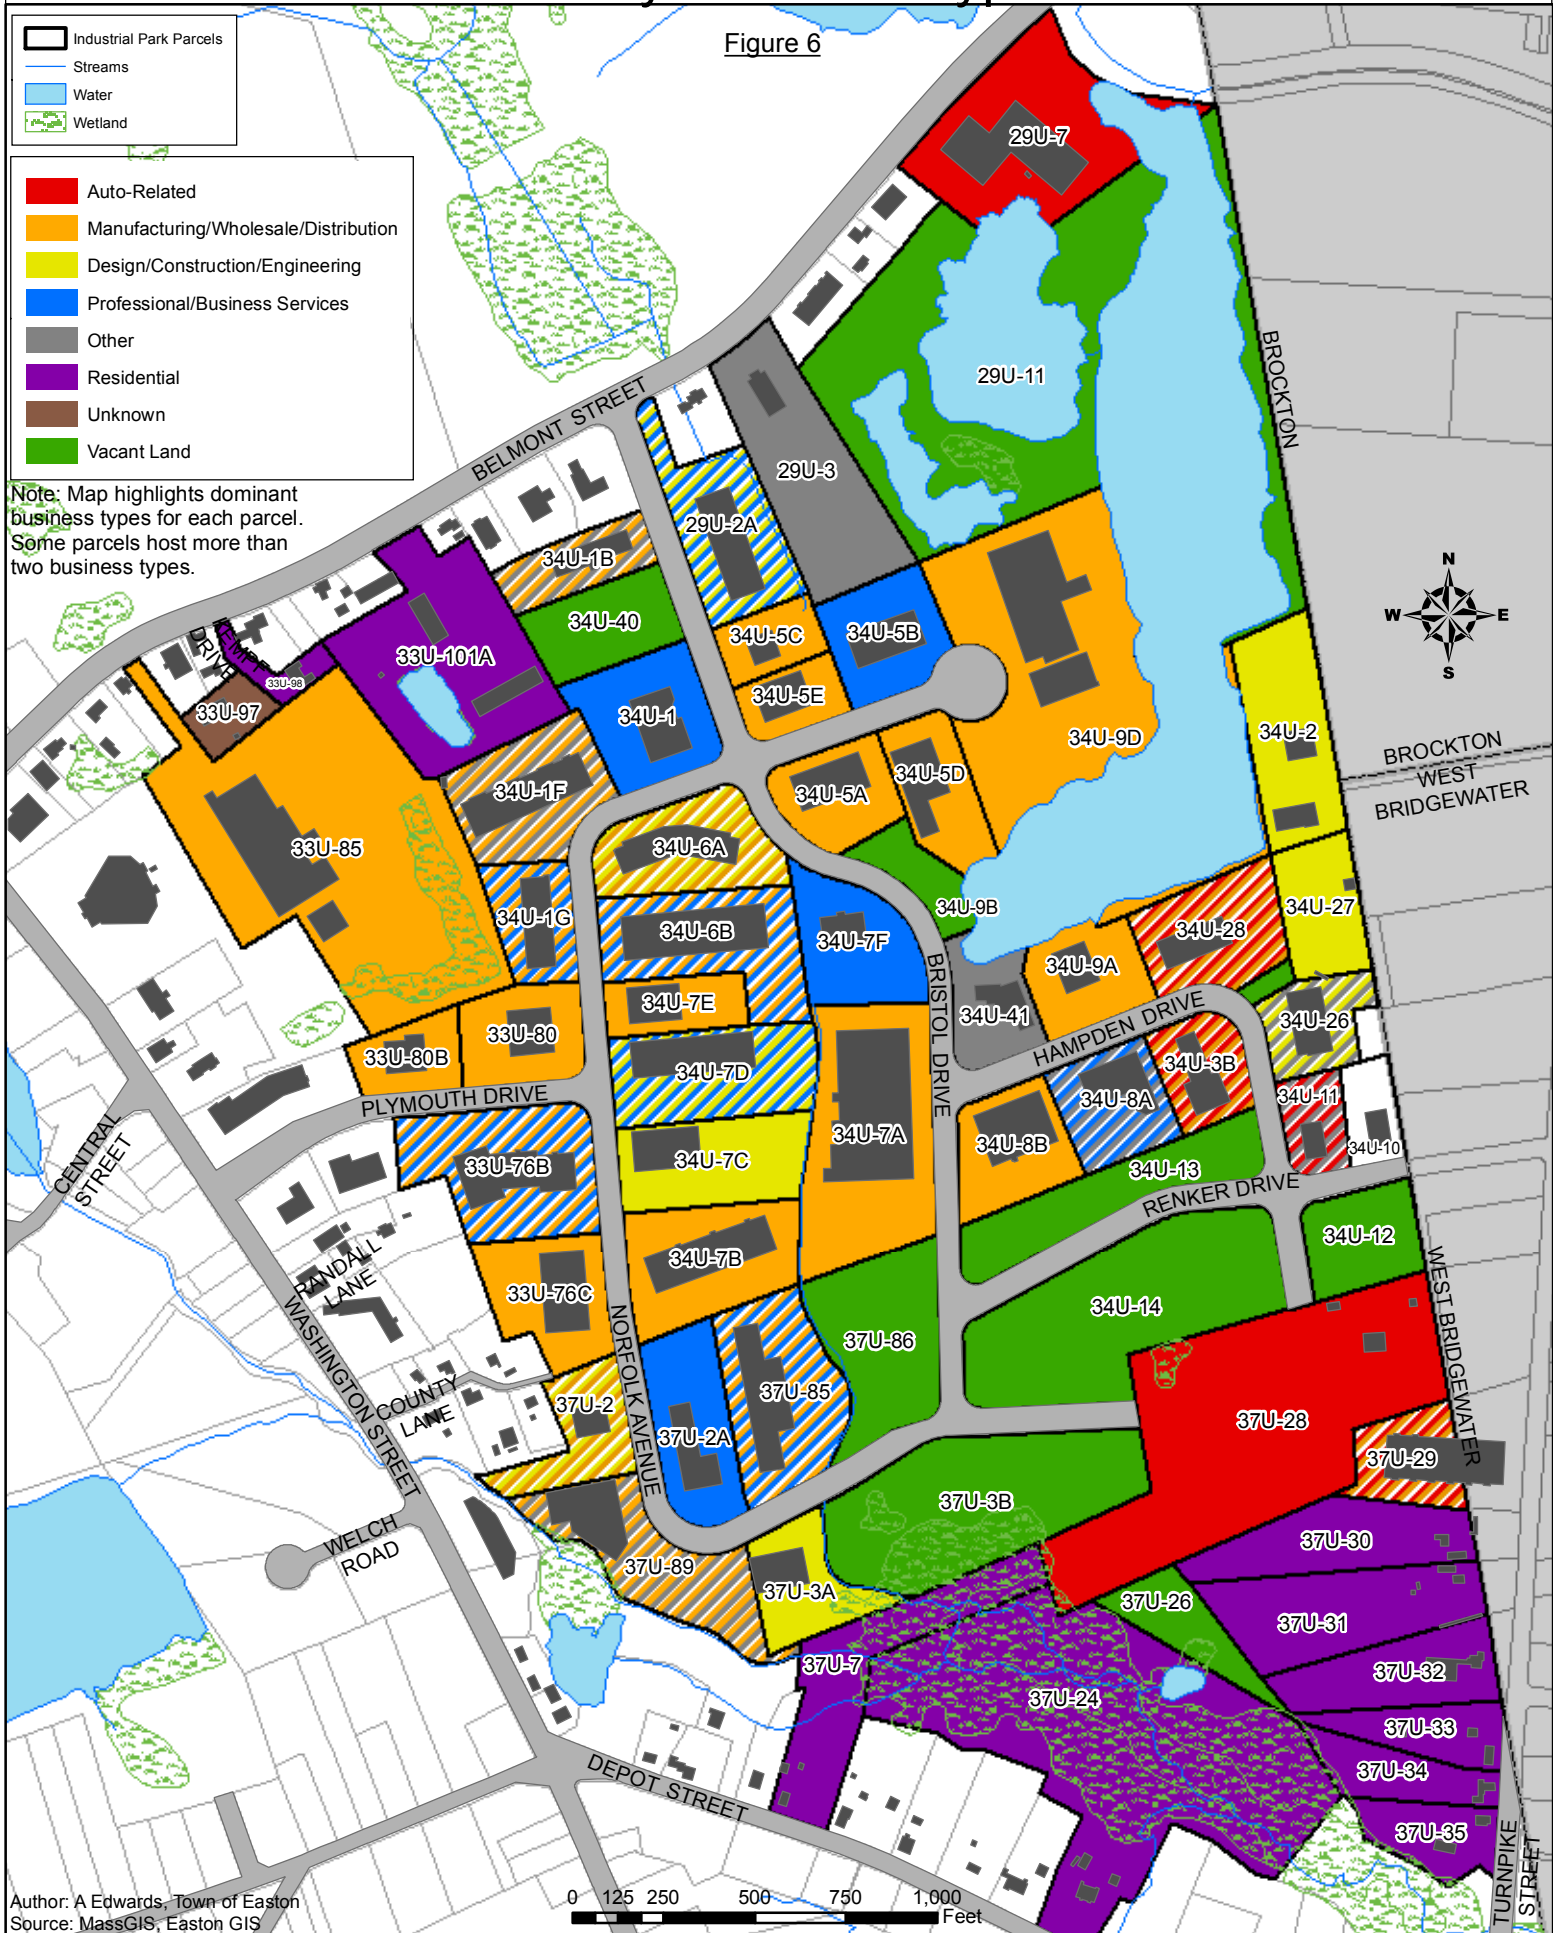 Figure 6
Industrial Park Parcels
Streams
Water
Wetland
Auto-Related
Manufacturing/Wholesale/Distribution
Design/Construction/Engineering
Professional/Business Services
Other
Residential
Unknown
Vacant Land
Note: Map highlights dominant
business types for each parcel.
Some parcels host more than
two business types.
29U-7
29U-11
BROCKTON
BELMONT STREET
29U-3
29U-2A
34U-1B
34U-40
34U-5C
34U-5B
34U-5E
34U-1
33U-101A
KEMPF
DRIVE
33U-98
33U-97
34U-9D
34U-2
N
W
E
S
BROCKTON
WEST
BRIDGEWATER
34U-1F
34U-5A
34U-5D
33U-85
34U-6A
34U-9B
34U-27
34U-1G
34U-6B
34U-7F
34U-28
34U-9A
BRISTOL DRIVE
34U-7E
34U-41
34U-26
33U-80
33U-80B
HAMPDEN DRIVE
34U-7D
34U-3B
34U-8A
34U-11
PLYMOUTH DRIVE
34U-7A
34U-8B
34U-10
CENTRAL
STREET
33U-76B
34U-7C
34U-13
RENKER DRIVE
34U-12
RANDALL
LANE
34U-7B
33U-76C
34U-14
WEST BRIDGEWATER
WASHINGTON STREET
NORFOLK AVENUE
37U-86
COUNTY
LANE
37U-2
37U-85
37U-2A
37U-28
37U-29
37U-3B
WELCH
ROAD
37U-30
37U-89
37U-3A
37U-26
37U-31
37U-7
37U-24
37U-32
37U-33
37U-34
37U-35
DEPOT STREET
TURNPIKE
STREET
Author: A Edwards, Town of Easton
Source: MassGIS, Easton GIS
0 125 250 500 750 1,000
Feet